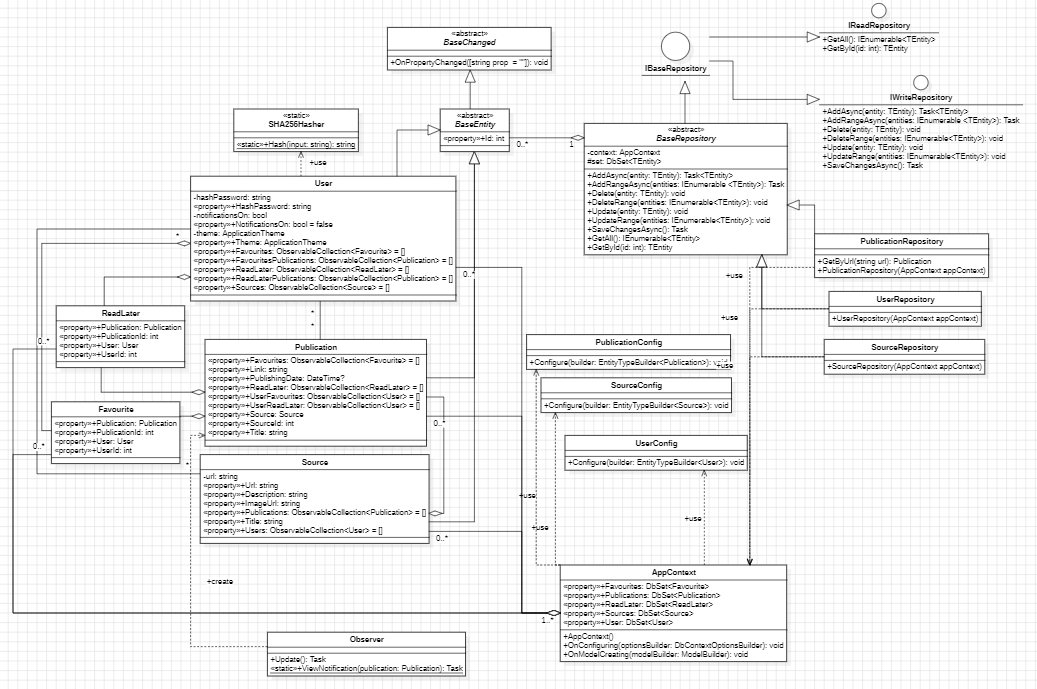 IReadRepository
+GetAll(): IEnumerable<TEntity>
+GetById(id: int): TEntity
«abstract»
BaseChanged
+OnPropertyChanged([string prop = ""]): void
IBaseRepository
IWriteRepository
+AddAsync(entity: TEntity): Task<TEntity>
+AddRangeAsync(entities: IEnumerable <TEntity>): Task
+Delete(entity: TEntity): void
+DeleteRange(entities: IEnumerable<TEntity>): void
+Update(entity: TEntity): void
+UpdateRange(entities: IEnumerable<TEntity>): void
+SaveChangesAsync(): Task
«static»
SHA256Hasher
«static»+Hash(input: string): string
«abstract»
BaseEntity
«property»+Id: int
0..*
1
«abstract»
BaseRepository
-context: AppContext
#set: DbSet<TEntity>
+AddAsync(entity: TEntity): Task<TEntity>
+AddRangeAsync(entities: IEnumerable <TEntity>): Task
+Delete(entity: TEntity): void
+DeleteRange(entities: IEnumerable<TEntity>): void
+Update(entity: TEntity): void
+UpdateRange(entities: IEnumerable<TEntity>): void
+SaveChangesAsync(): Task
+GetAll(): IEnumerable<TEntity>
+GetById(id: int): TEntity
+use
User
-hashPassword: string
«property»+HashPassword: string
-notificationsOn: bool
«property»+NotificationsOn: bool = false
-theme: ApplicationTheme
«property»+Theme: ApplicationTheme
«property»+Favourites: ObservableCollection<Favourite> = []
«property»+FavouritesPublications: ObservableCollection<Publication> = []
«property»+ReadLater: ObservableCollection<ReadLater> = []
«property»+ReadLaterPublications: ObservableCollection<Publication> = []
«property»+Sources: ObservableCollection<Source> = []
*
0..*
PublicationRepository
+GetByUrl(string url): Publication
+PublicationRepository(AppContext appContext)
+use
UserRepository
+UserRepository(AppContext appContext)
+use
SourceRepository
+SourceRepository(AppContext appContext)
+use
ReadLater
«property»+Publication: Publication
«property»+PublicationId: int
«property»+User: User
«property»+UserId: int
0..*
*
*
Publication
«property»+Favourites: ObservableCollection<Favourite> = []
«property»+Link: string
«property»+PublishingDate: DateTime?
«property»+ReadLater: ObservableCollection<ReadLater> = []
«property»+UserFavourites: ObservableCollection<User> = []
«property»+UserReadLater: ObservableCollection<User> = []
«property»+Source: Source
«property»+SourceId: int
«property»+Title: string
0..*
PublicationConfig
+Configure(builder: EntityTypeBuilder<Publication>):
SourceConfig
+Configure(builder: EntityTypeBuilder<Source>): void
UserConfig
+Configure(builder: EntityTypeBuilder<User>): void
Favourite
«property»+Publication: Publication
«property»+PublicationId: int
«property»+User: User
«property»+UserId: int
0..*
*
Source
-url: string
«property»+Url: string
«property»+Description: string
«property»+ImageUrl: string
«property»+Publications: ObservableCollection<Publication> = []
«property»+Title: string
«property»+Users: ObservableCollection<User> = []
0..*
+use
+use
+use
+create
1..*
AppContext
«property»+Favourites: DbSet<Favourite>
«property»+Publications: DbSet<Publication>
«property»+ReadLater: DbSet<ReadLater>
«property»+Sources: DbSet<Source>
«property»+User: DbSet<User>
+AppContext()
+OnConfiguring(optionsBuilder: DbContextOptionsBuilder): void
+OnModelCreating(modelBuilder: ModelBuilder): void
Observer
+Update(): Task
«static»+ViewNotification(publication: Publication): Task